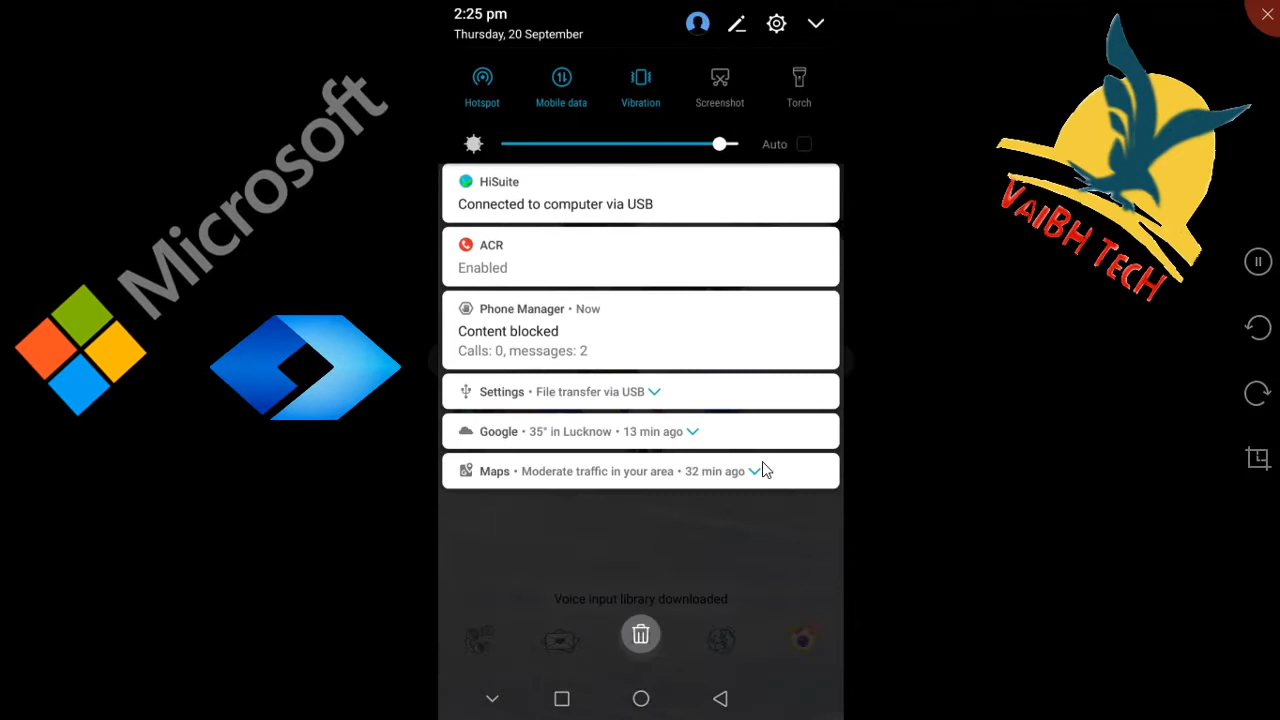 2:25 pm
Thursday, 20 September
Hotspot
Mobile data
Vibration
Screenshot
Torch
Auto
HiSuite
Connected to computer via USB
ACR
Enabled
Phone Manager • Now
Content blocked
Calls: 0, messages: 2
Settings • File transfer via USB
Google • 35° in Lucknow • 13 min ago
Maps • Moderate traffic in your area • 32 min ago
Voice input library downloaded
Microsoft
VAIBH TECH